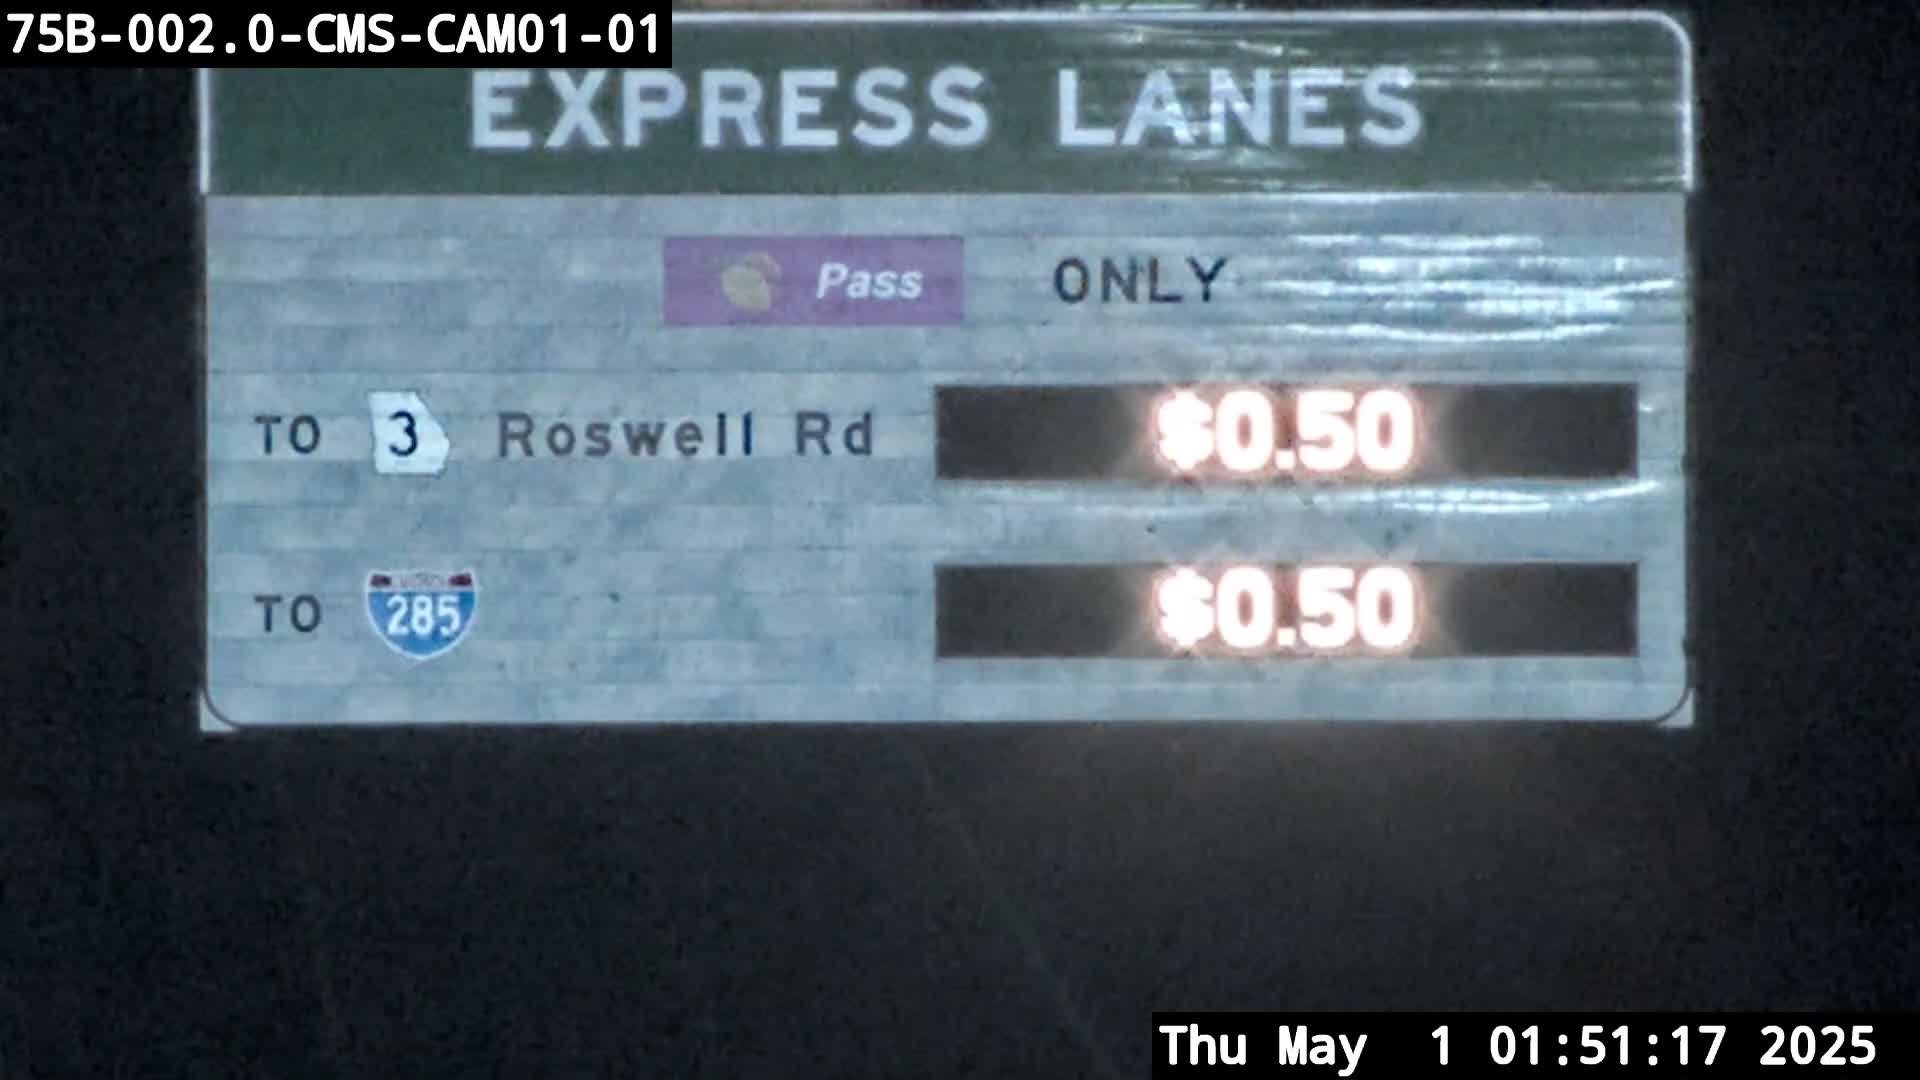 75B-002.0-CMS-CAM01-01
EXPRESS LANES
Pass ONLY
TO 3 Roswell Rd $0.50
TO 285 $0.50
Thu May 1 01:51:17 2025